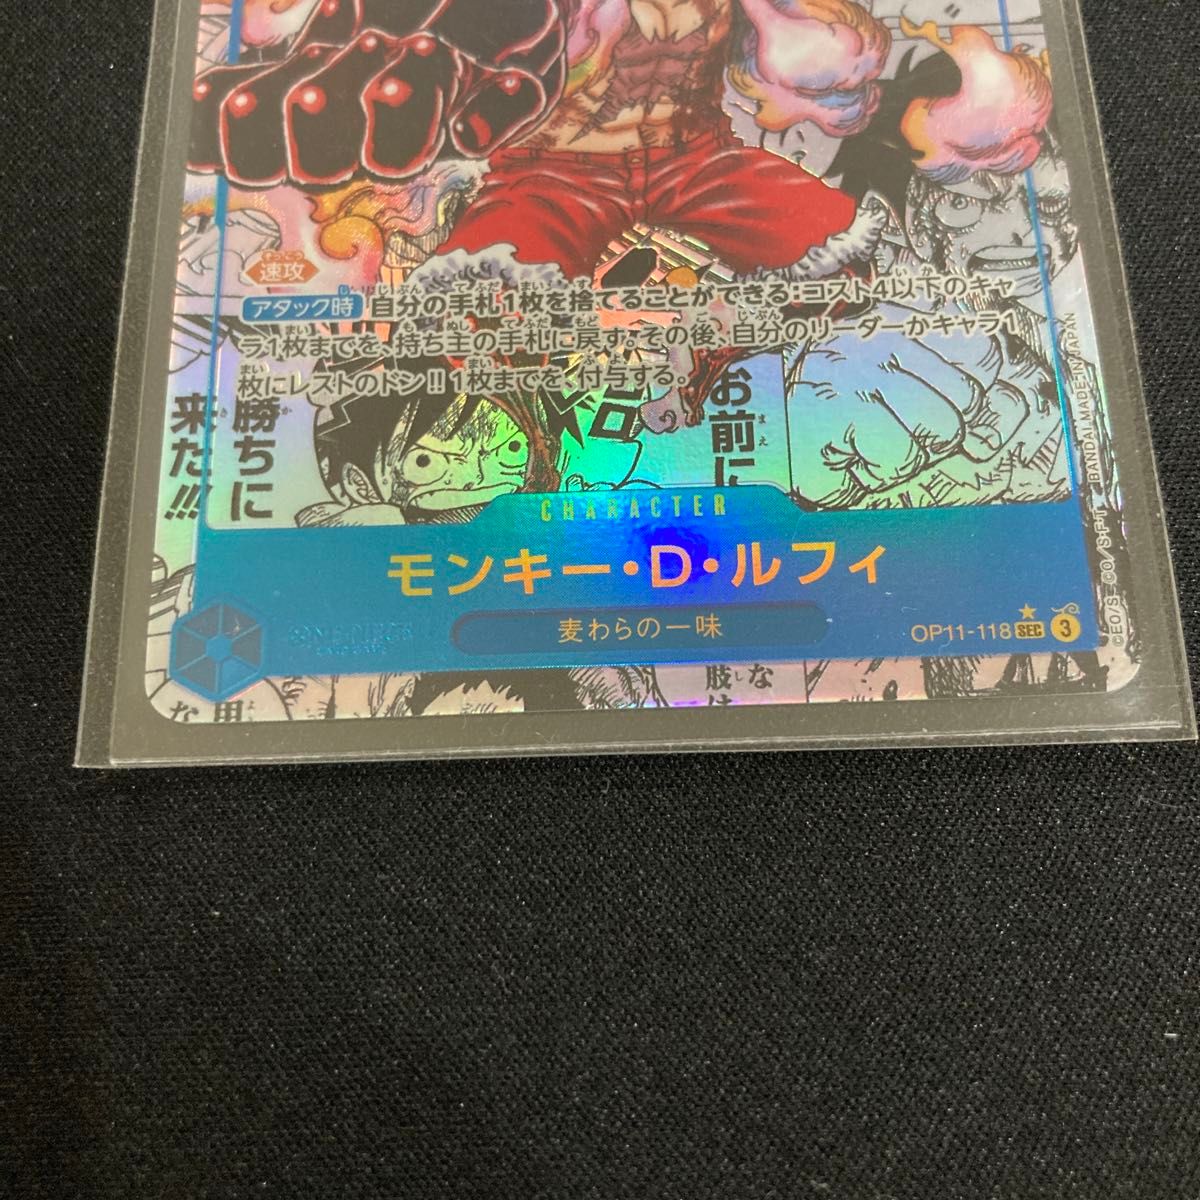 速攻
アタック時 自分の手札1枚を捨てることができる:コスト4以下のキャ
ラ1枚までを、持ち主の手札に戻す。その後、自分のリーダーかキャラ1
枚にレストのドン!!1枚までを、付与する。
勝ちに
来た!!!
お前に
CHARACTER
モンキー・D・ルフィ
麦わらの一味
OP11-118 SEC 3
©EO/S. ©O/S・F・T BANDAI MADE IN JAPAN